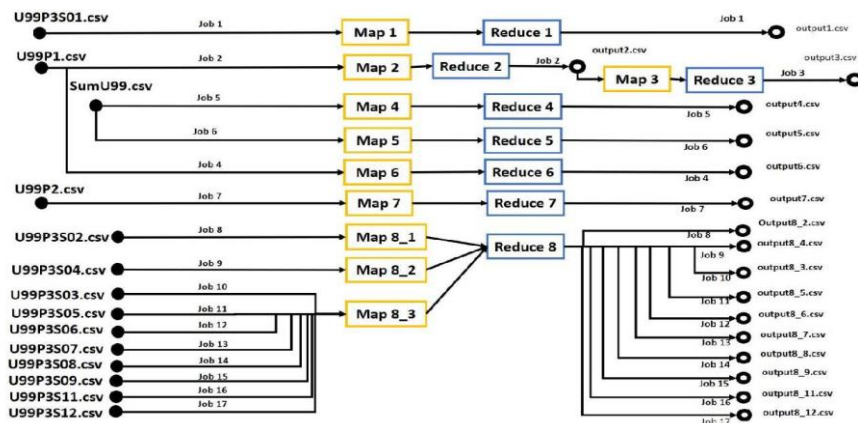 U99P3S01.csv
Job 1
Map 1
Reduce 1
Job 1
output1.csv
U99P1.csv
Job 2
Map 2
Reduce 2
Job 2
output2.csv
Map 3
Reduce 3
Job 3
output3.csv
SumU99.csv
Job 5
Map 4
Reduce 4
Job 5
output4.csv
Job 6
Map 5
Reduce 5
Job 6
output5.csv
Job 4
Map 6
Reduce 6
Job 4
output6.csv
U99P2.csv
Job 7
Map 7
Reduce 7
Job 7
output7.csv
U99P3S02.csv
Job 8
Map 8_1
Reduce 8
Job 8
Output8_2.csv
U99P3S04.csv
Job 9
Map 8_2
Job 9
output8_4.csv
U99P3S03.csv
Job 10
Job 10
output8_3.csv
U99P3S05.csv
Job 11
Map 8_3
Job 11
output8_5.csv
U99P3S06.csv
Job 12
Job 12
output8_6.csv
U99P3S07.csv
Job 13
Job 13
output8_7.csv
U99P3S08.csv
Job 14
Job 14
output8_8.csv
U99P3S09.csv
Job 15
Job 15
output8_9.csv
U99P3S11.csv
Job 16
Job 16
output8_11.csv
U99P3S12.csv
Job 17
Job 17
output8_12.csv